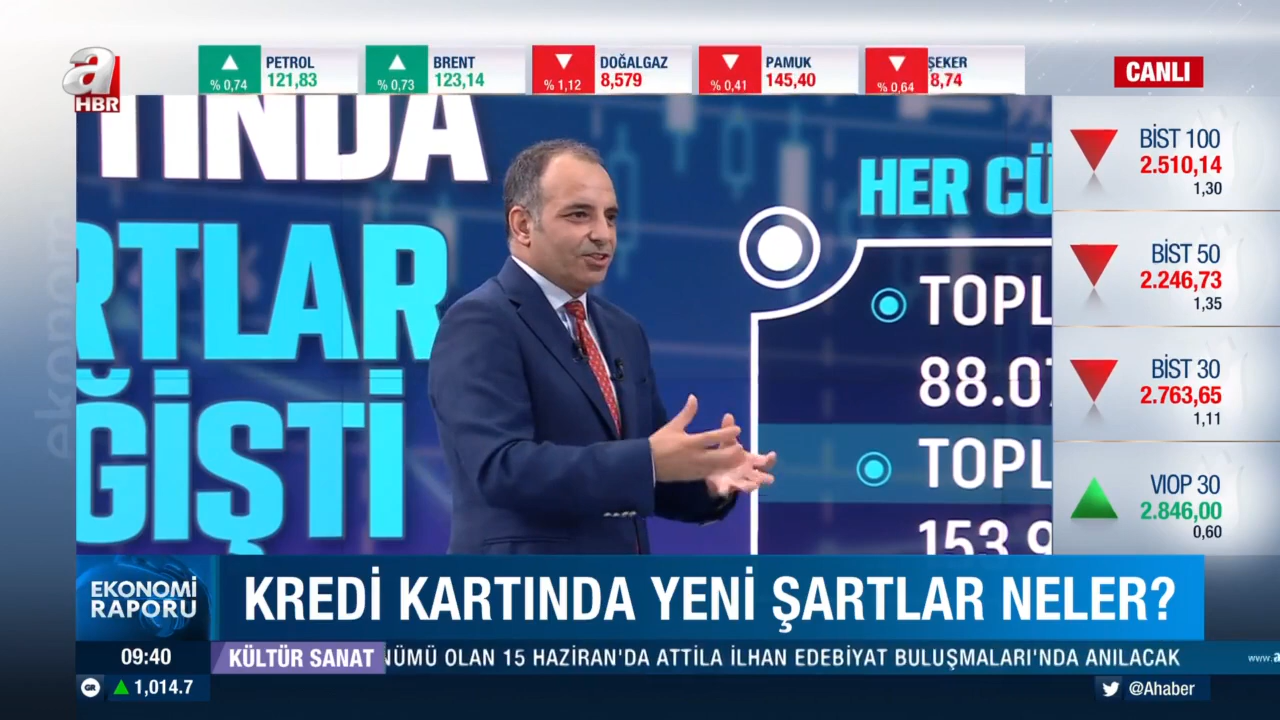 a
HBR
% 0,74 PETROL 121,83
% 0,73 BRENT 123,14
% 1,12 DOĞALGAZ 8,579
% 0,41 PAMUK 145,40
% 0,64 ŞEKER 8,74
CANLI
TINDA
RTLAR
ĞİŞTİ
ekonomi
HER CÜ
TOPL
88.07
TOPL
153.9
BİST 100
2.510,14
1,30
BİST 50
2.246,73
1,35
BİST 30
2.763,65
1,11
VIOP 30
2.846,00
0,60
EKONOMİ
RAPORU
KREDİ KARTINDA YENİ ŞARTLAR NELER?
09:40
KÜLTÜR SANAT NÜMÜ OLAN 15 HAZİRAN'DA ATTİLA İLHAN EDEBİYAT BULUŞMALARI'NDA ANILACAK
www.a
GR 1,014.7
@Ahaber